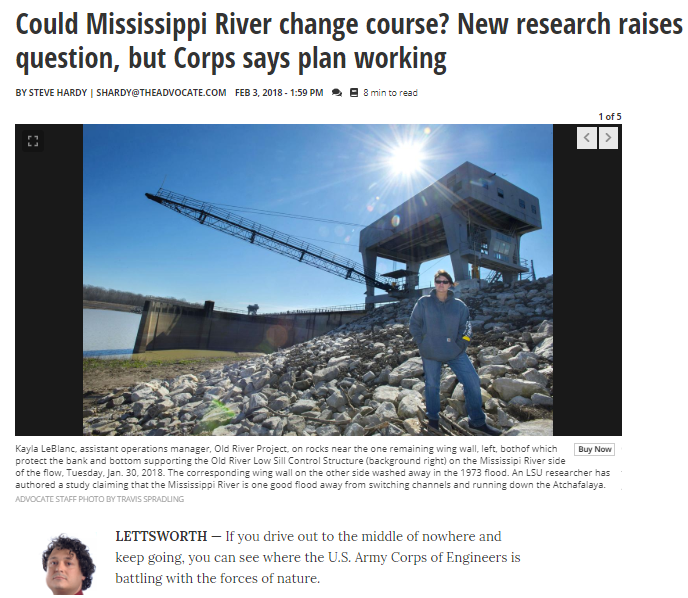 Could Mississippi River change course? New research raises
question, but Corps says plan working
BY STEVE HARDY | SHARDY@THEADVOCATE.COM FEB 3, 2018 - 1:59 PM 8 min to read
1 of 5
Kayla LeBlanc, assistant operations manager, Old River Project, on rocks near the one remaining wing wall, left, bothof which
protect the bank and bottom supporting the Old River Low Sill Control Structure (background right) on the Mississipi River side
of the flow, Tuesday. Jan. 30, 2018. The corresponding wing wall on the other side washed away in the 1973 flood. An LSU researcher has
authored a study claiming that the Mississippi River is one good flood away from switching channels and running down the Atchafalaya.
Buy Now
ADVOCATE STAFF PHOTO BY TRAVIS SPRADLING
LETTSWORTH — If you drive out to the middle of nowhere and
keep going, you can see where the U.S. Army Corps of Engineers is
battling with the forces of nature.